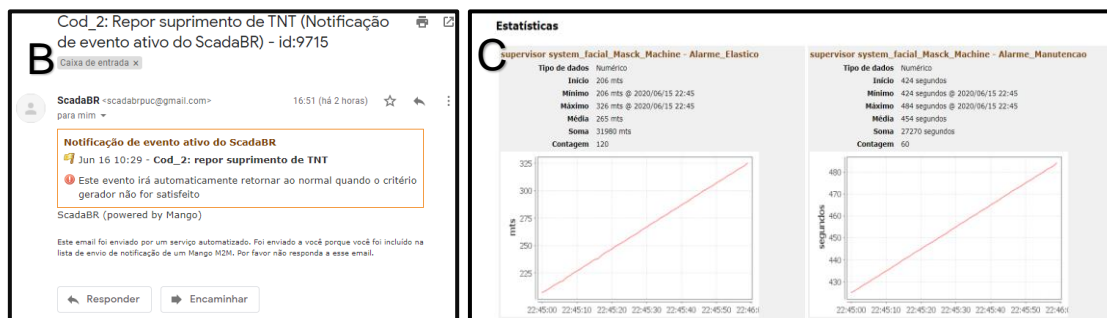 B
Cod_2: Repor suprimento de TNT (Notificação
de evento ativo do ScadaBR) - id:9715
Caixa de entrada ×
ScadaBR <scadabrpuc@gmail.com>
16:51 (há 2 horas)
para mim
Notificação de evento ativo do ScadaBR
Jun 16 10:29 - Cod_2: repor suprimento de TNT
Este evento irá automaticamente retornar ao normal quando o critério
gerador não for satisfeito
ScadaBR (powered by Mango)
Este email foi enviado por um serviço automatizado. Foi enviado a você porque você foi incluído na
lista de envio de notificação de um Mango M2M. Por favor não responda a esse email.
Responder
Encaminhar
C
Estatísticas
supervisor system_facial_Masck_Machine - Alarme_Elastico
Tipo de dados Numérico
Início 206 mts
Mínimo 206 mts @ 2020/06/15 22:45
Máximo 326 mts @ 2020/06/15 22:45
Média 265 mts
Soma 31980 mts
Contagem 120
325
300
275
250
225
mts
22:45:00 22:45:10 22:45:20 22:45:30 22:45:40 22:45:50 22:46:0
supervisor system_facial_Masck_Machine - Alarme_Manutencao
Tipo de dados Numérico
Início 424 segundos
Mínimo 424 segundos @ 2020/06/15 22:45
Máximo 484 segundos @ 2020/06/15 22:45
Média 454 segundos
Soma 27270 segundos
Contagem 60
480
470
460
450
440
430
segundos
22:45:00 22:45:10 22:45:20 22:45:30 22:45:40 22:45:50 22:46:0